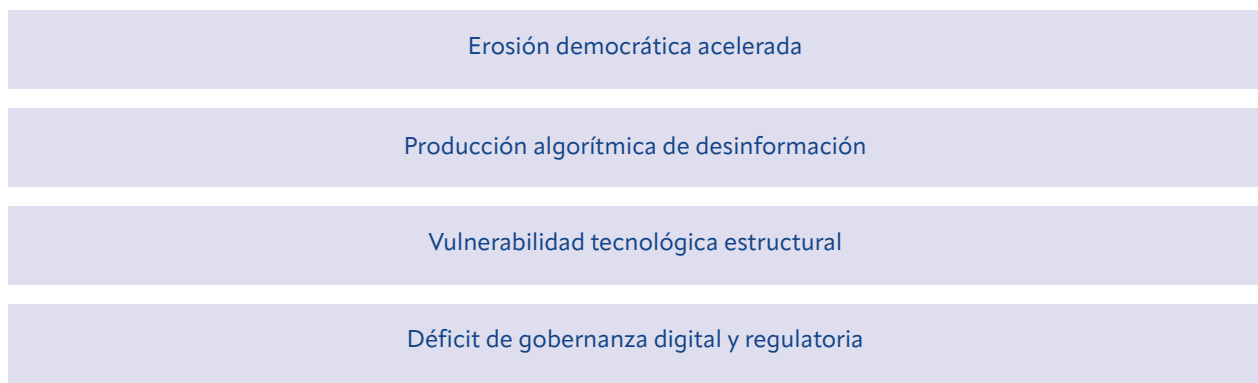 Erosión democrática acelerada
Producción algorítmica de desinformación
Vulnerabilidad tecnológica estructural
Déficit de gobernanza digital y regulatoria